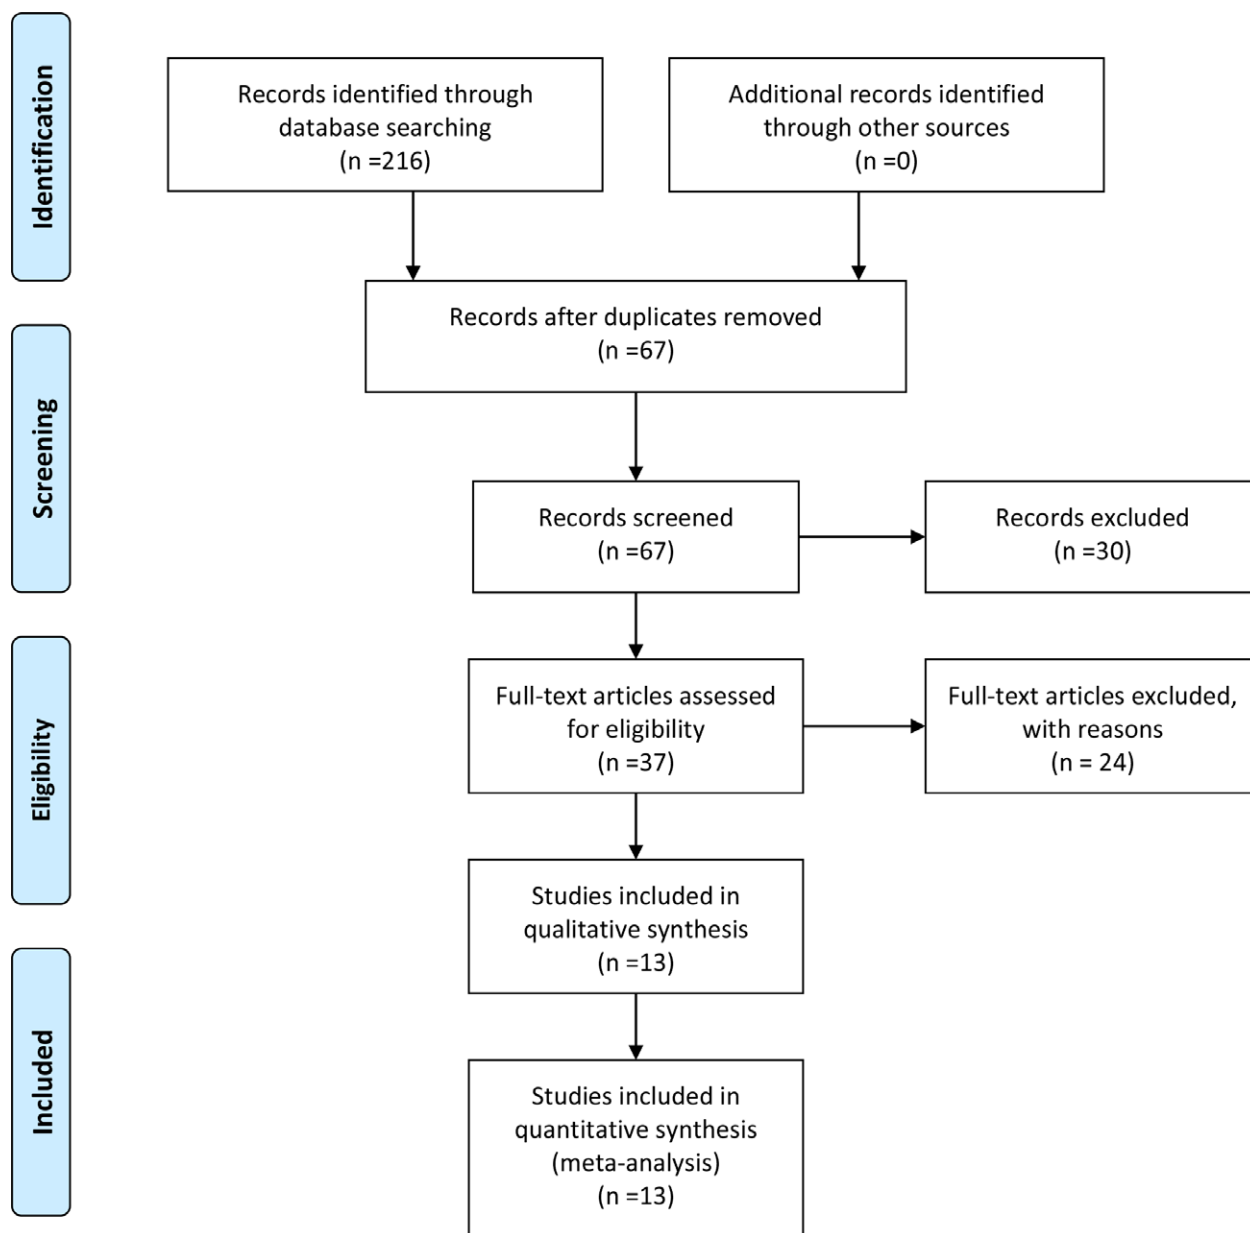 Identification
Records identified through
database searching
(n =216)
Additional records identified
through other sources
(n =0)
Records after duplicates removed
(n =67)
Screening
Records screened
(n =67)
Records excluded
(n =30)
Eligibility
Full-text articles assessed
for eligibility
(n =37)
Full-text articles excluded,
with reasons
(n = 24)
Studies included in
qualitative synthesis
(n =13)
Included
Studies included in
quantitative synthesis
(meta-analysis)
(n =13)